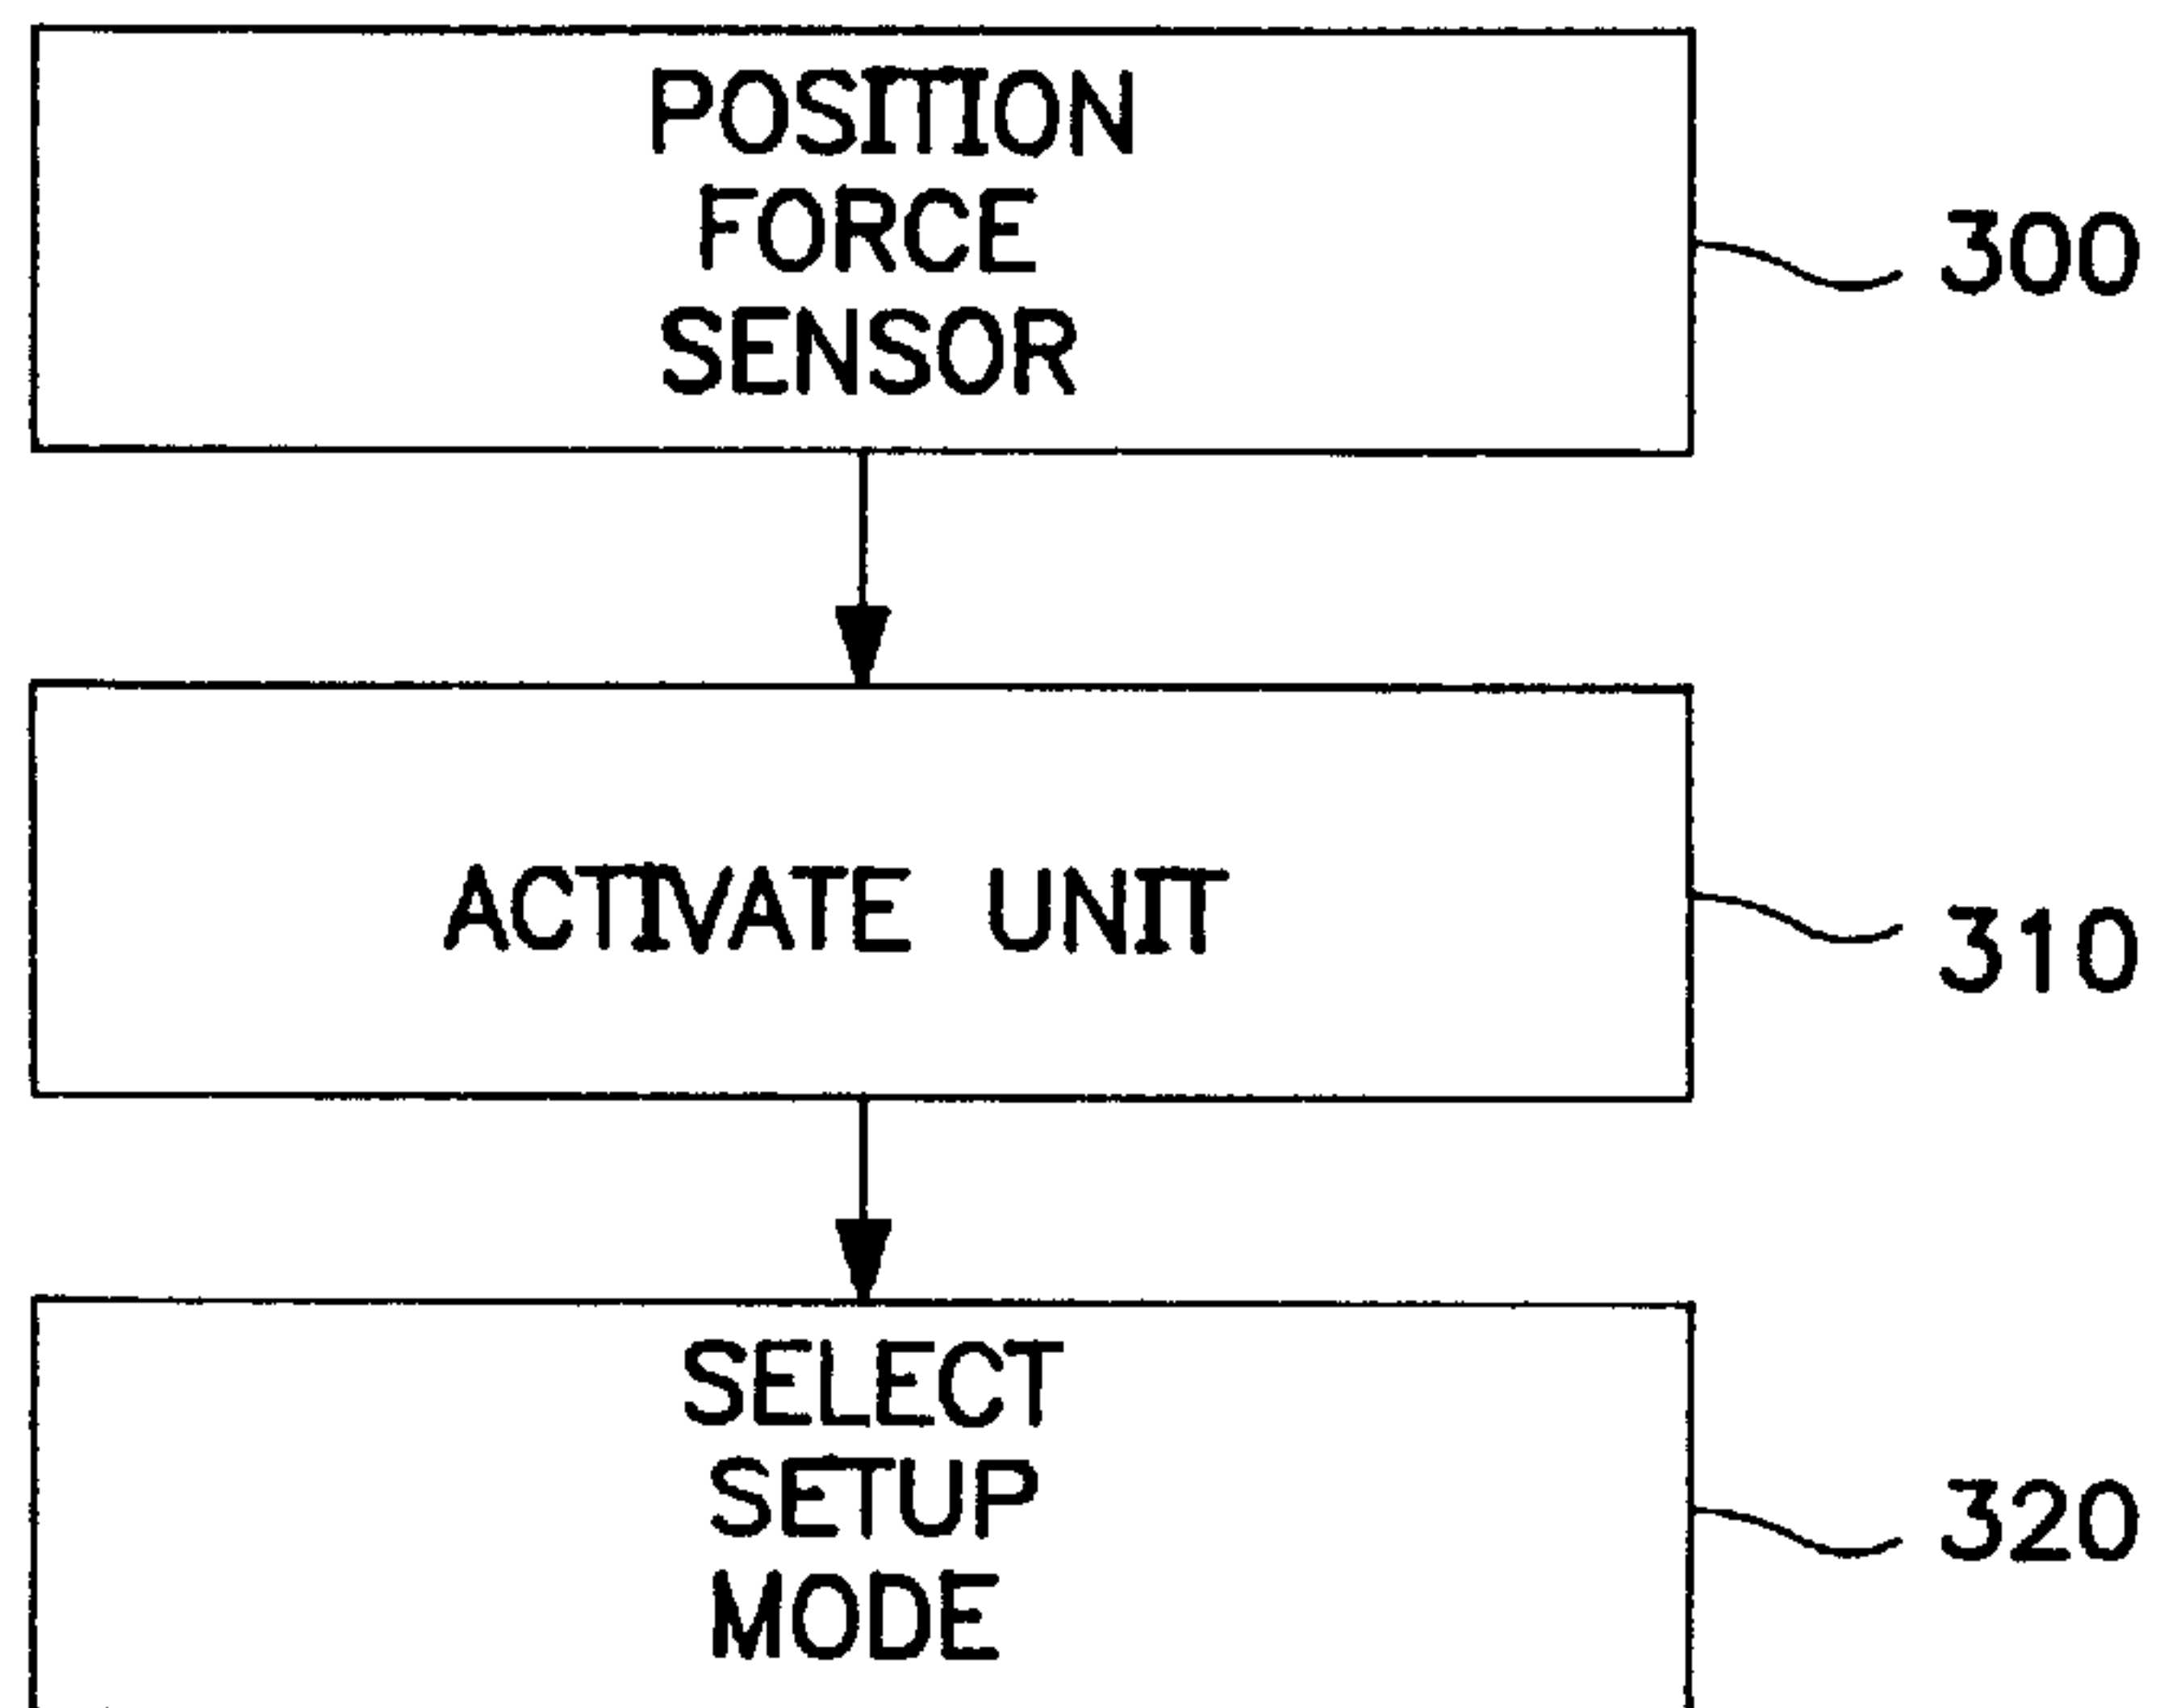 POSITION
FORCE
SENSOR
300
ACTIVATE UNIT
310
SELECT
SETUP
MODE
320